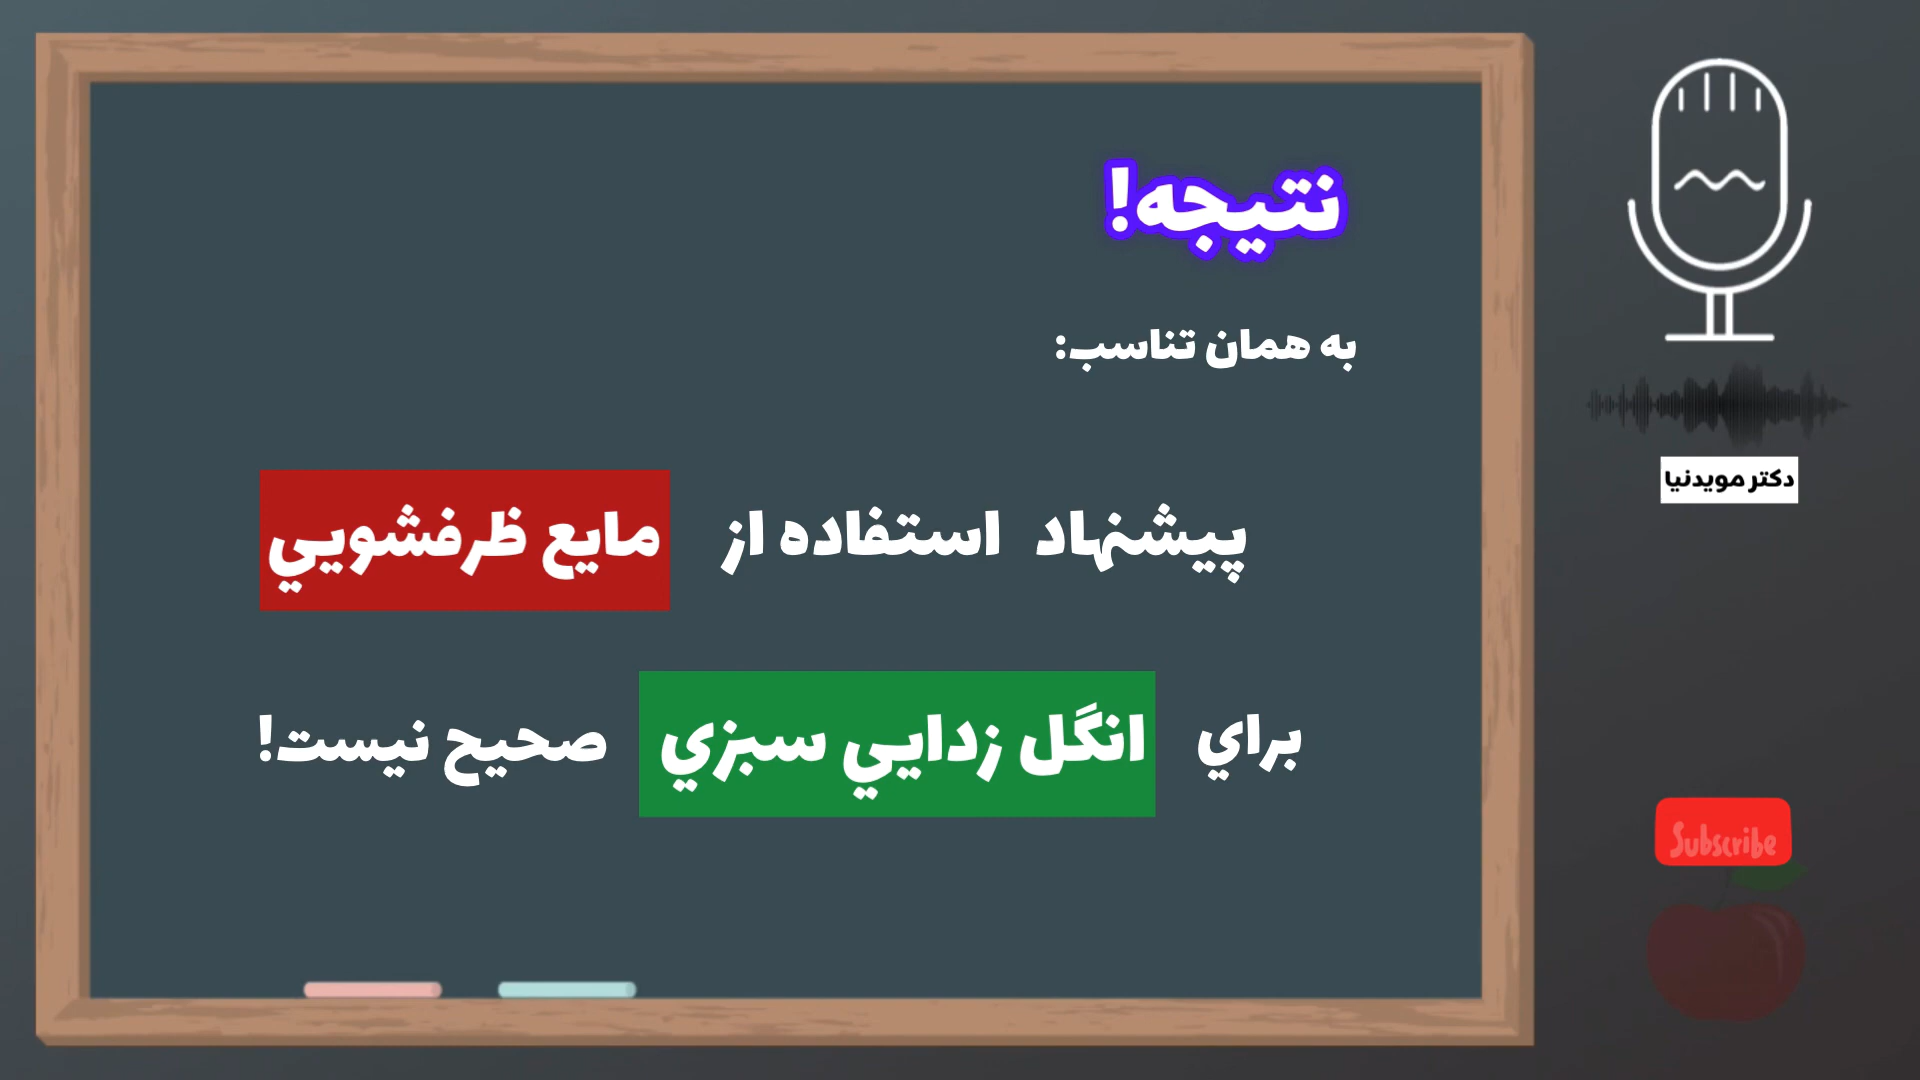 نتیجه!
به همان تناسب:
پیشنهاد استفاده از مایع ظرفشويي
براي انگل زدايي سبزي صحیح نیست!
دکتر مویدنیا
Subscribe